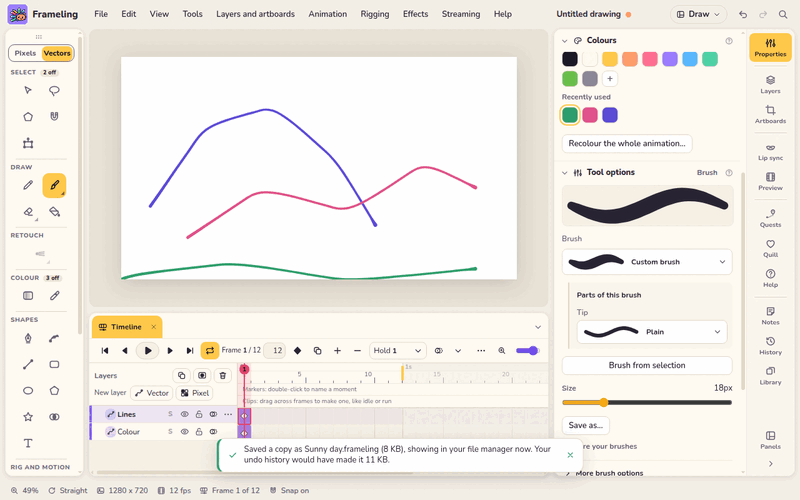 Frameling
File
Edit
View
Tools
Layers and artboards
Animation
Rigging
Effects
Streaming
Help
Untitled drawing
Draw
Pixels
Vectors
SELECT
2 off
DRAW
RETOUCH
COLOUR
3 off
SHAPES
RIG AND MOTION
Colours
Recently used
Recolour the whole animation...
Tool options
Brush
Brush
Custom brush
Parts of this brush
Tip
Plain
Brush from selection
Size
18px
Save as...
More brush options
Properties
Layers
Artboards
Lip sync
Preview
Quests
Quill
Help
Notes
History
Library
Panels
Timeline
Frame 1 / 12
12
Hold 1
Zoom
Layers
1
5
10
1s
15
20
New layer
Vector
Pixel
Markers: double-click to name a moment
Clips: drag across frames to make one, like idle or run
Lines
S
Colour
S
Saved a copy as Sunny day.frameling (8 KB), showing in your file manager now. Your
undo history would have made it 11 KB.
49%
Straight
1280 x 720
12 fps
Frame 1 of 12
Snap on